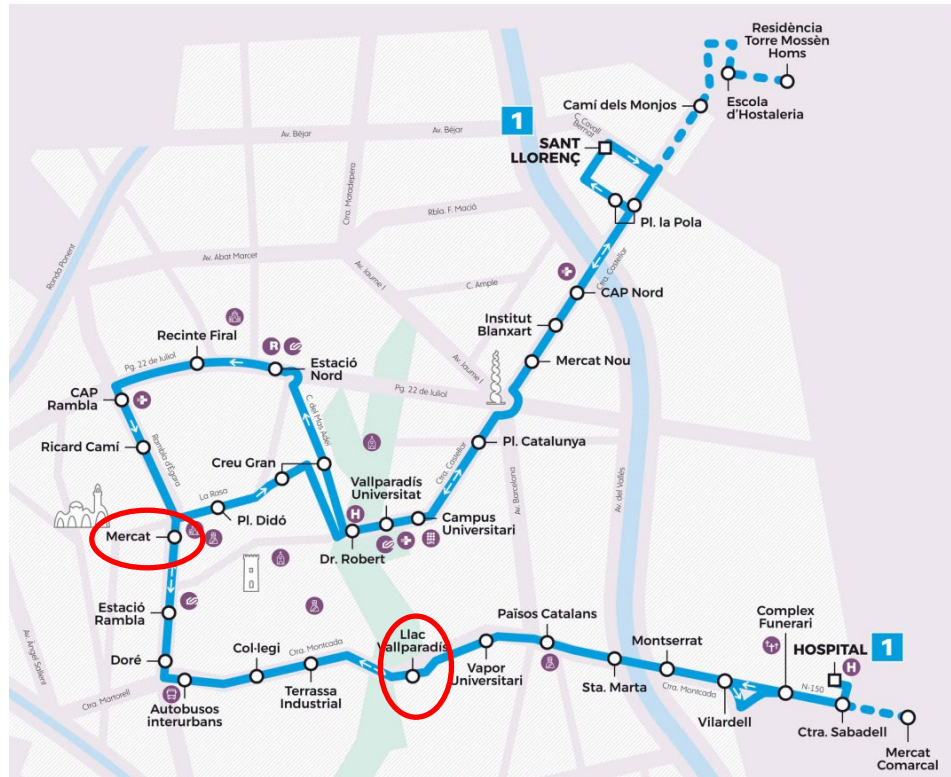 Residència
Torre Mossèn
Homs
Camí dels Monjos
Escola
d'Hostaleria
1
C. Cavall
Bernat
Av. Béjar
Av. Béjar
SANT
LLORENÇ
Ctra. Matadepera
Rbla. F. Macià
Pl. la Pola
Ronda Ponent
Av. Abat Marcet
Av. Jaume I
Ctra. Castellar
C. Ample
CAP Nord
Institut
Blanxart
Recinte Firal
R
Mercat Nou
Pg. 22 de Juliol
Estació
Nord
Av. Jaume I
Pg. 22 de Juliol
CAP
Rambla
C. del Mas Adei
Ricard Camí
Rambla d'Ègara
Pl. Catalunya
Creu Gran
Ctra. Castellar
Vallparadís
Universitat
La Rasa
Av. Barcelona
Av. del Vallès
H
Pl. Didó
Campus
Universitari
Mercat
Dr. Robert
Estació
Rambla
Països Catalans
Complex
Funerari
Llac
Vallparadís
Montserrat
HOSPITAL
1
Av. Àngel Sallent
Doré
Col·legi
Ctra. Montcada
H
Vapor
Universitari
Ctra. Martorell
Terrassa
Industrial
Sta. Marta
Ctra. Montcada
N-150
Autobusos
interurbans
Vilardell
Ctra. Sabadell
Mercat
Comarcal